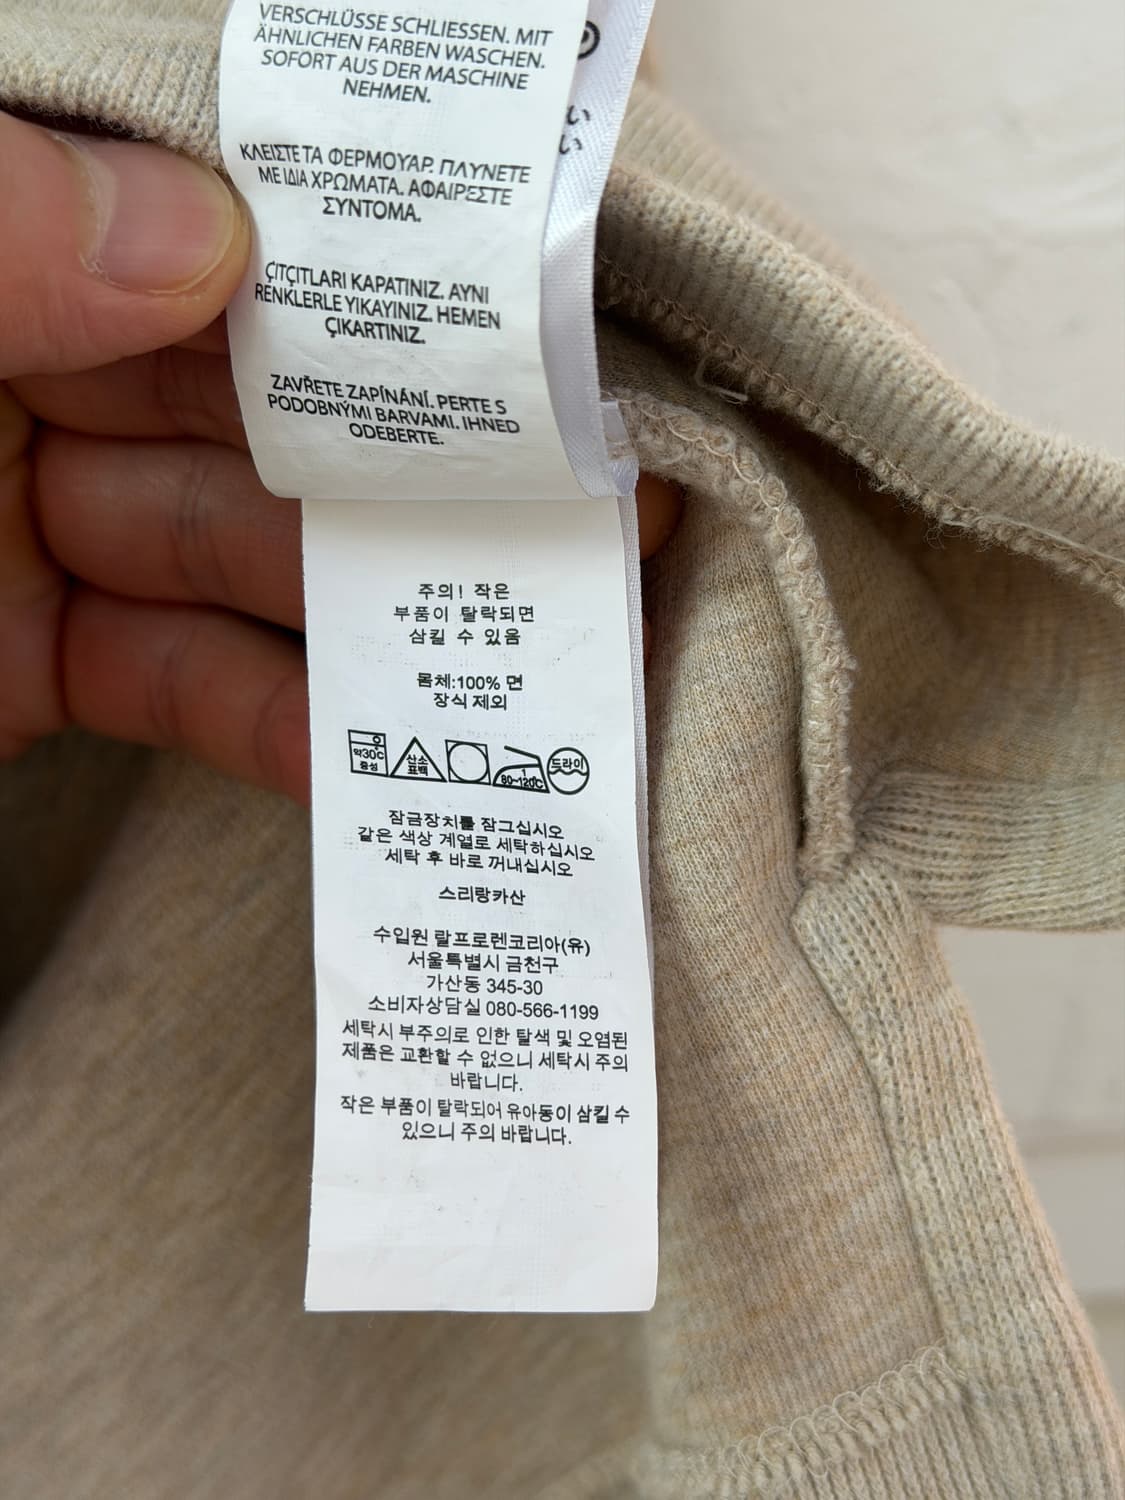 VERSCHLÜSSE SCHLIESSEN. MIT
ÄHNLICHEN FARBEN WASCHEN.
SOFORT AUS DER MASCHINE
NEHMEN.
ΚΛΕΙΣΤΕ ΤΑ ΦΕΡΜΟΥΑΡ. ΠΛΥΝΕΤΕ
ΜΕ ΙΔΙΑ ΧΡΩΜΑΤΑ. ΑΦΑΙΡΕΣΤΕ
ΣΥΝΤΟΜΑ.
ÇITÇITLARI KAPATINIZ. AYNI
RENKLERLE YIKAYINIZ. HEMEN
ÇIKARTINIZ.
ZAVŘETE ZAPÍNÁNÍ. PERTE S
PODOBNÝMI BARVAMI. IHNED
ODEBERTE.
い
い
주의! 작은
부품이 탈락되면
삼킬 수 있음
몸체:100% 면
장식 제외
약30℃
중성
산소
표백
80~120℃
드라이
잠금장치를 잠그십시오
같은 색상 계열로 세탁하십시오
세탁 후 바로 꺼내십시오
스리랑카산
수입원 랄프로렌코리아(유)
서울특별시 금천구
가산동 345-30
소비자상담실 080-566-1199
세탁시 부주의로 인한 탈색 및 오염된
제품은 교환할 수 없으니 세탁시 주의
바랍니다.
작은 부품이 탈락되어 유아동이 삼킬 수
있으니 주의 바랍니다.